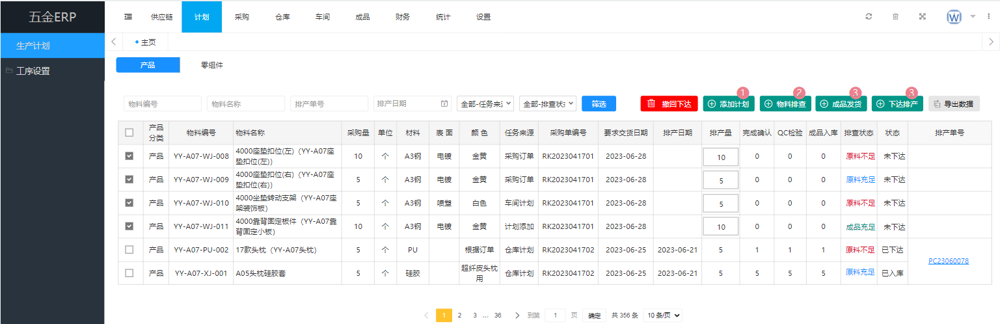 五金ERP
供应链 计划 采购 仓库 车间 成品 财务 统计 设置
W
生产计划
工序设置
主页
产品 零组件
物料编号 物料名称 排产单号 排产日期 全部-任务来源 全部-排查状态 筛选 撤回下达 添加计划 物料排查 成品发货 下达排产 导出数据
1 2 3 3
产品分类 物料编号 物料名称 采购量 单位 材料 表 面 颜 色 任务来源 采购单编号 要求交货日期 排产日期 排产量 完成确认 QC检验 成品入库 排查状态 状态 排产单号
产品 YY-A07-WJ-008 4000座垫扣位(左)（YY-A07座垫扣位(左)） 10 个 A3钢 电镀 金黄 采购订单 RK2023041701 2023-06-28 10 0 0 0 原料不足 未下达
产品 YY-A07-WJ-009 4000座垫扣位(右)（YY-A07座垫扣位(右)） 5 个 A3钢 电镀 金黄 采购订单 RK2023041701 2023-06-28 5 0 0 0 原料充足 未下达
产品 YY-A07-WJ-010 4000坐垫转动支架（YY-A07座架装饰板） 5 个 A3钢 喷塑 白色 车间计划 RK2023041701 2023-06-28 5 0 0 0 原料不足 未下达
产品 YY-A07-WJ-011 4000靠背固定板件（YY-A07靠背固定小板） 10 个 A3钢 电镀 金黄 计划添加 RK2023041701 2023-06-28 10 0 0 0 成品充足 未下达
产品 YY-A07-PU-002 17款头枕（YY-A07头枕） 5 个 PU 根据订单 仓库计划 RK2023041702 2023-06-25 2023-06-21 5 1 1 1 原料不足 已下达
PC23060078
产品 YY-A07-XJ-001 A05头枕硅胶套 5 个 硅胶 超纤皮头枕用 仓库计划 RK2023041702 2023-06-25 2023-06-21 5 5 5 5 原料充足 已入库
1 2 3 ... 36 到第 1 页 确定 共 356 条 10 条/页